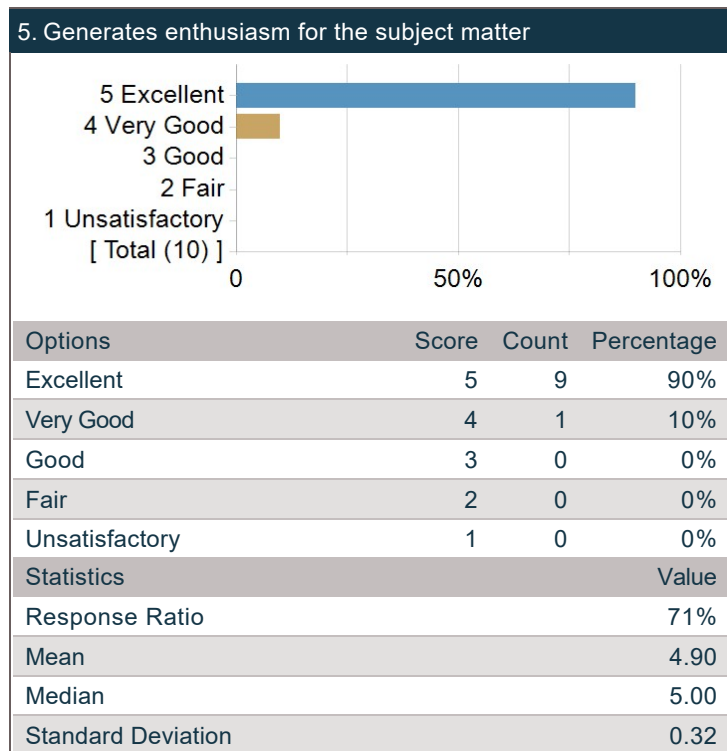 5. Generates enthusiasm for the subject matter
5 Excellent
4 Very Good
3 Good
2 Fair
1 Unsatisfactory
[ Total (10) ]
0 50% 100%
Options Score Count Percentage
Excellent 5 9 90%
Very Good 4 1 10%
Good 3 0 0%
Fair 2 0 0%
Unsatisfactory 1 0 0%
Statistics Value
Response Ratio 71%
Mean 4.90
Median 5.00
Standard Deviation 0.32